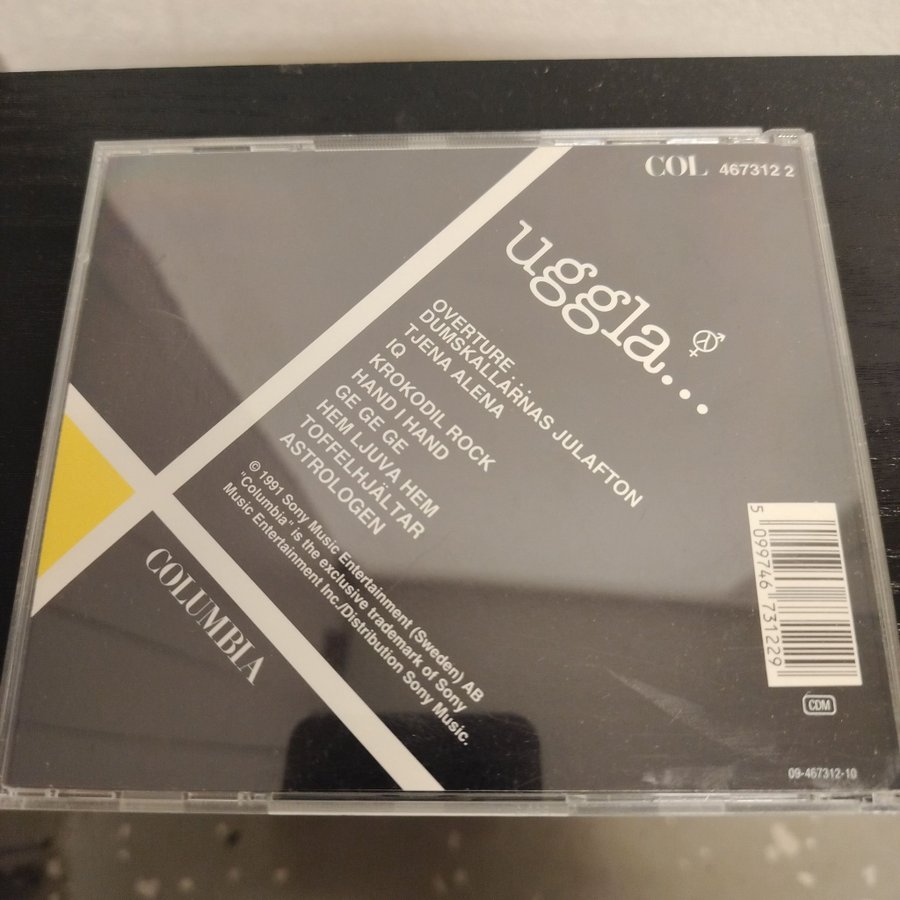 COL 467312 2
uggla...
OVERTURE ...
DUMSKALLARNAS JULAFTON
TJENA ALENA
IQ
KROKODIL ROCK
HAND I HAND
GE GE GE
HEM LJUVA HEM
TOFFELHJÄLTAR
ASTROLOGEN
© 1991 Sony Music Entertainment (Sweden) AB
"Columbia" is the exclusive trademark of Sony
Music Entertainment Inc./Distribution Sony Music.
COLUMBIA
5 099746 731229
CDM
09-467312-10